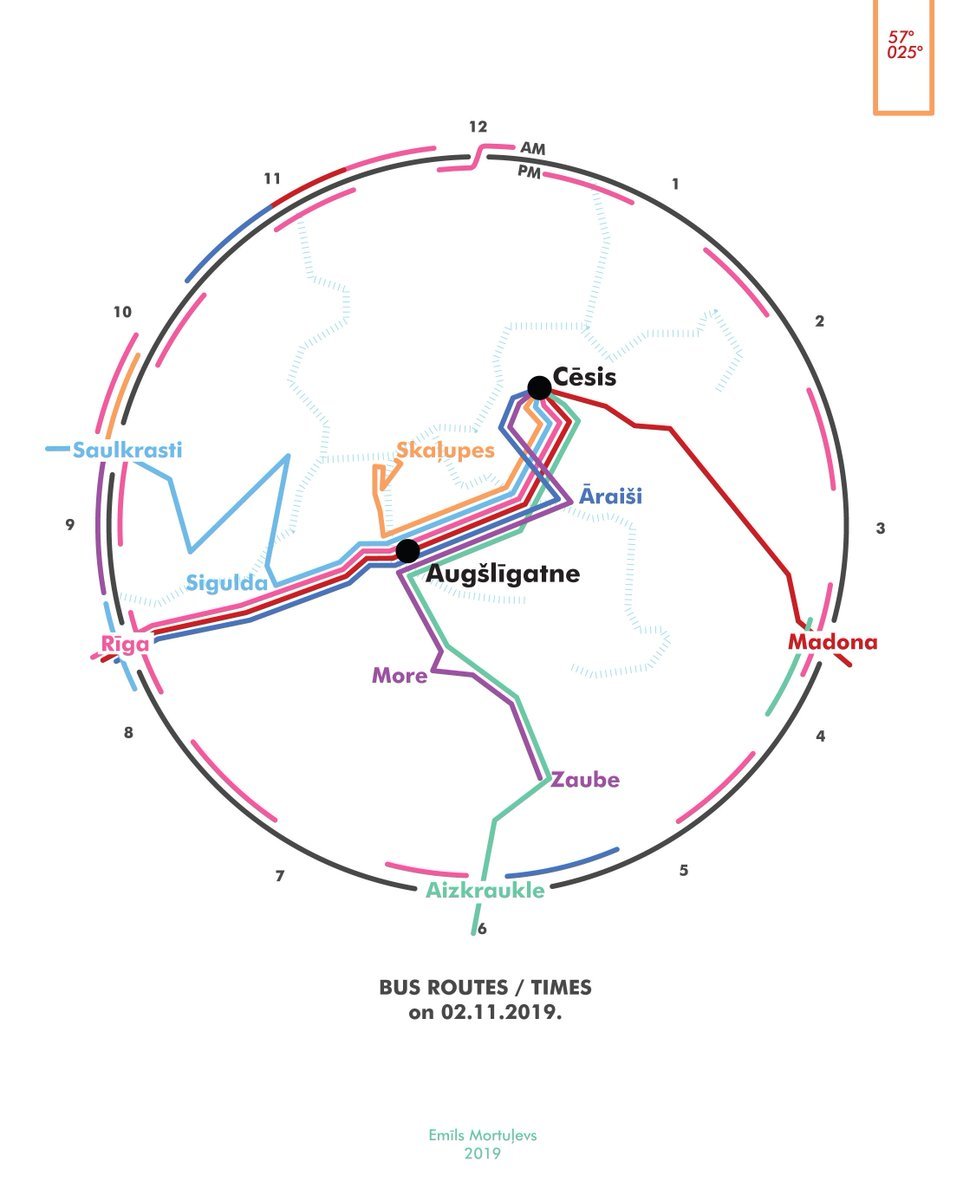 57°
025°
12
AM
PM
11
1
10
2
Cēsis
Saulkrasti
Skaļupes
Āraiši
9
3
Augšlīgatne
Sigulda
Rīga
Madona
More
8
4
Zaube
7
5
Aizkraukle
6
BUS ROUTES / TIMES
on 02.11.2019.
Emīls Mortuļevs
2019